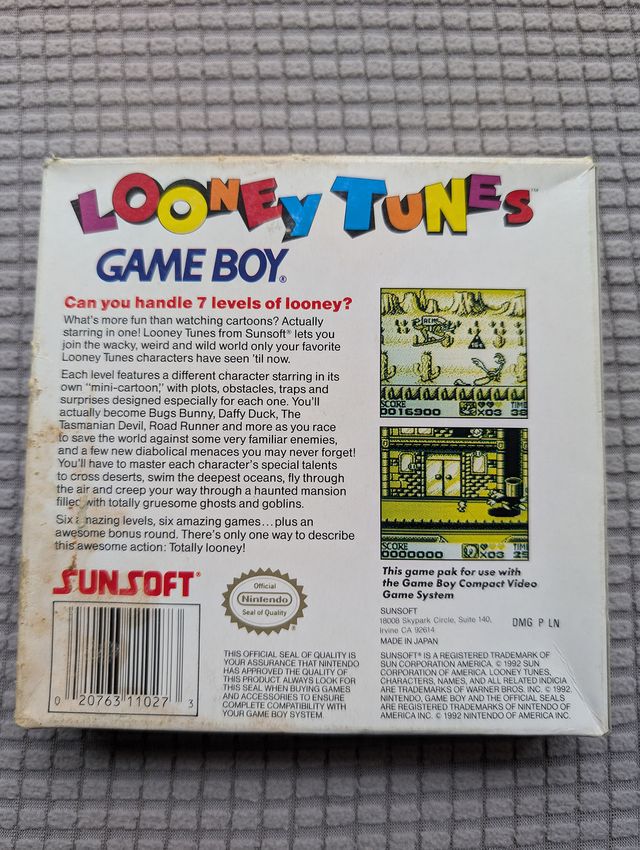 LOONEY TUNES™
GAME BOY®
Can you handle 7 levels of looney?
What's more fun than watching cartoons? Actually
starring in one! Looney Tunes from Sunsoft® lets you
join the wacky, weird and wild world only your favorite
Looney Tunes characters have seen 'til now.
Each level features a different character starring in its
own "mini-cartoon," with plots, obstacles, traps and
surprises designed especially for each one. You'll
actually become Bugs Bunny, Daffy Duck, The
Tasmanian Devil, Road Runner and more as you race
to save the world against some very familiar enemies,
and a few new diabolical menaces you may never forget!
You'll have to master each character's special talents
to cross deserts, swim the deepest oceans, fly through
the air and creep your way through a haunted mansion
filled with totally gruesome ghosts and goblins.
Six amazing levels, six amazing games...plus an
awesome bonus round. There's only one way to describe
this awesome action: Totally looney!
SUNSOFT®
0 20763 11027 3
Official
Nintendo
Seal of Quality
THIS OFFICIAL SEAL OF QUALITY IS
YOUR ASSURANCE THAT NINTENDO
HAS APPROVED THE QUALITY OF
THIS PRODUCT. ALWAYS LOOK FOR
THIS SEAL WHEN BUYING GAMES
AND ACCESSORIES TO ENSURE
COMPLETE COMPATIBILITY WITH
YOUR GAME BOY SYSTEM.
ACME
SCORE TIME
0016900 X03
SCORE TIM
0000000 X03
This game pak for use with
the Game Boy Compact Video
Game System
SUNSOFT
18008 Skypark Circle, Suite 140,
Irvine CA 92614
DMG P LN
MADE IN JAPAN
SUNSOFT® IS A REGISTERED TRADEMARK OF
SUN CORPORATION AMERICA. © 1992 SUN
CORPORATION OF AMERICA. LOONEY TUNES,
CHARACTERS, NAMES, AND ALL RELATED INDICIA
ARE TRADEMARKS OF WARNER BROS. INC. © 1992.
NINTENDO, GAME BOY AND THE OFFICIAL SEALS
ARE REGISTERED TRADEMARKS OF NINTENDO OF
AMERICA INC. © 1992 NINTENDO OF AMERICA INC.